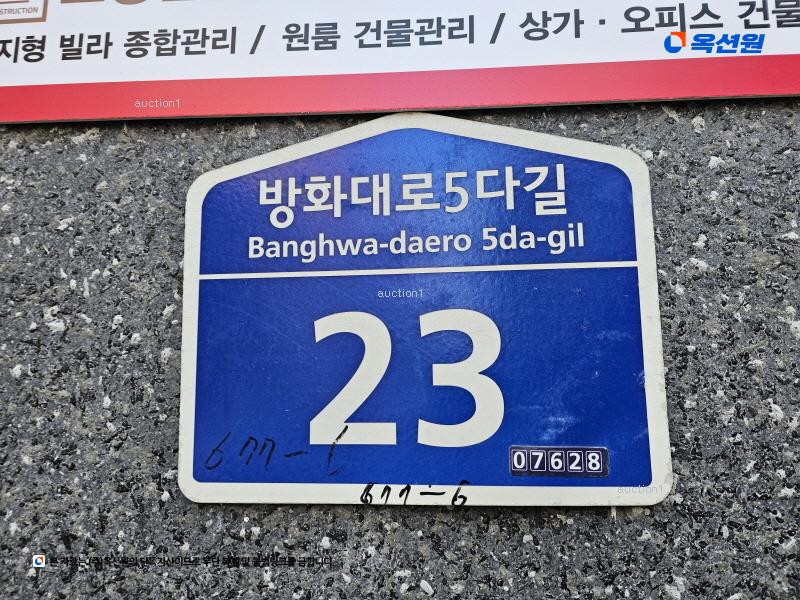 CONSTRUCTION
지형 빌라 종합관리 / 원룸 건물관리 / 상가 · 오피스 건물
옥션원
auction1
방화대로5다길
Banghwa-daero 5da-gil
auction1
23
677-1
07628
677-6
auction1